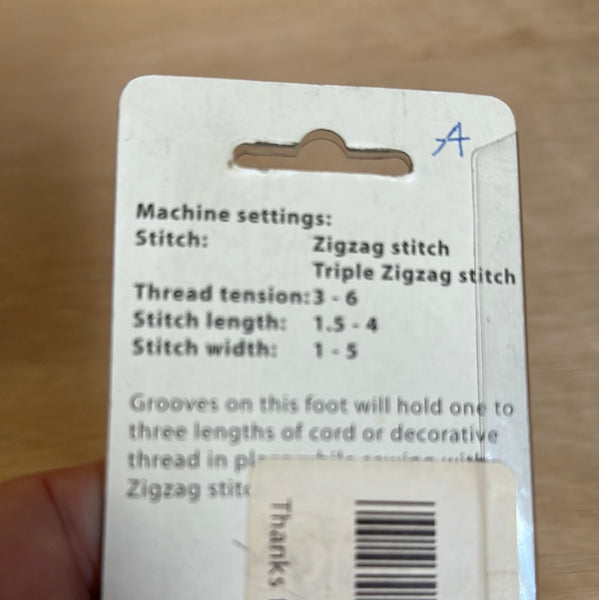 74
Machine settings:
Stitch: Zigzag stitch
Triple Zigzag stitch
Thread tension: 3 - 6
Stitch length: 1.5 - 4
Stitch width: 1 - 5
Grooves on this foot will hold one to
three lengths of cord or decorative
thread in
Zigzag
Thanks